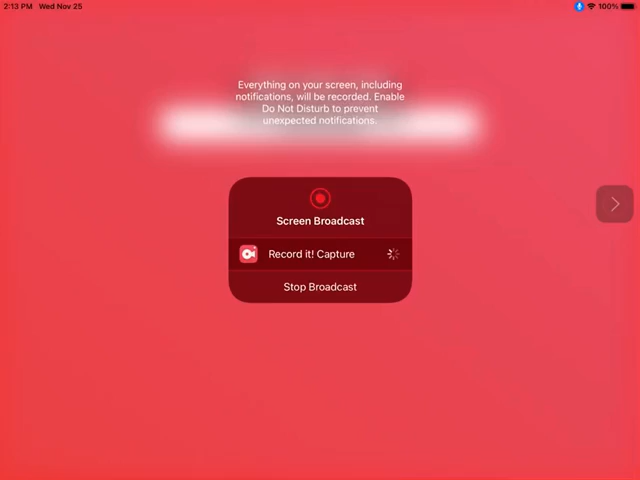 2:13 PM Wed Nov 25
100%
Everything on your screen, including
notifications, will be recorded. Enable
Do Not Disturb to prevent
unexpected notifications.
Screen Broadcast
Record it! Capture
Stop Broadcast